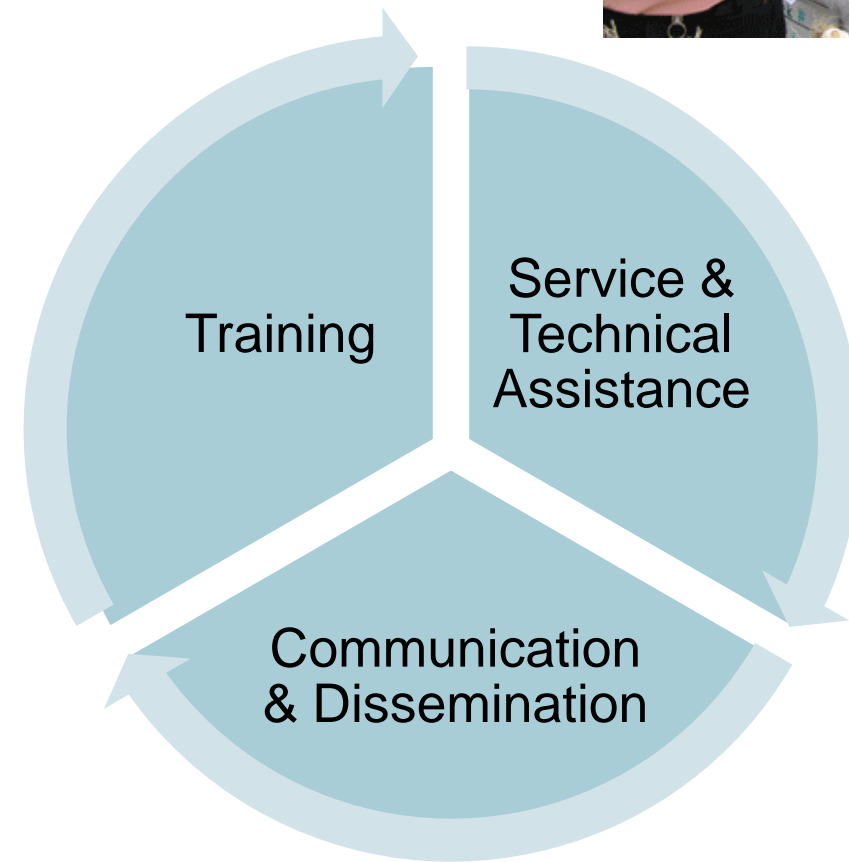 Training
Service &
Technical
Assistance
Communication
& Dissemination